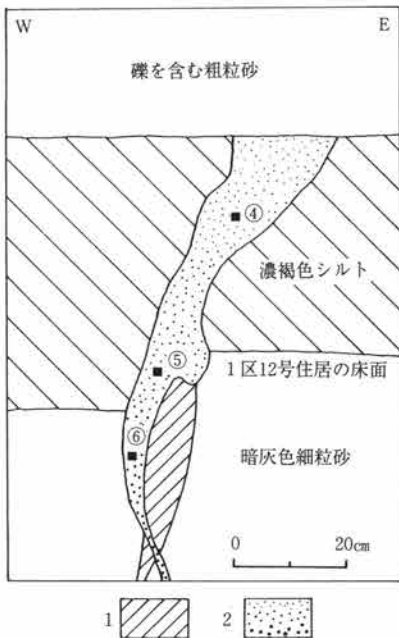 W E
礫を含む粗粒砂
④
濃褐色シルト
⑤
1区12号住居の床面
⑥
暗灰色細粒砂
0 20cm
1 2